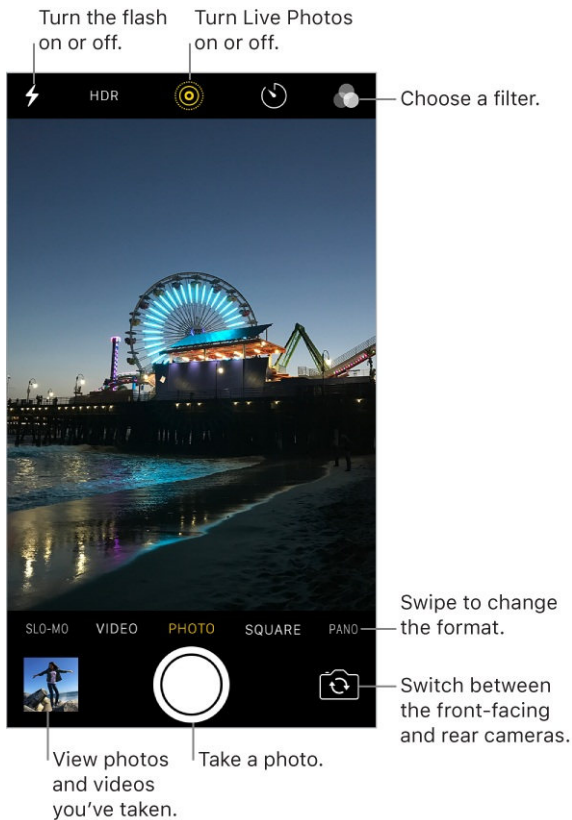 Turn the flash
on or off.
Turn Live Photos
on or off.
HDR
Choose a filter.
SLO-MO VIDEO PHOTO SQUARE PANO
Swipe to change
the format.
Switch between
the front-facing
and rear cameras.
View photos
and videos
you’ve taken.
Take a photo.